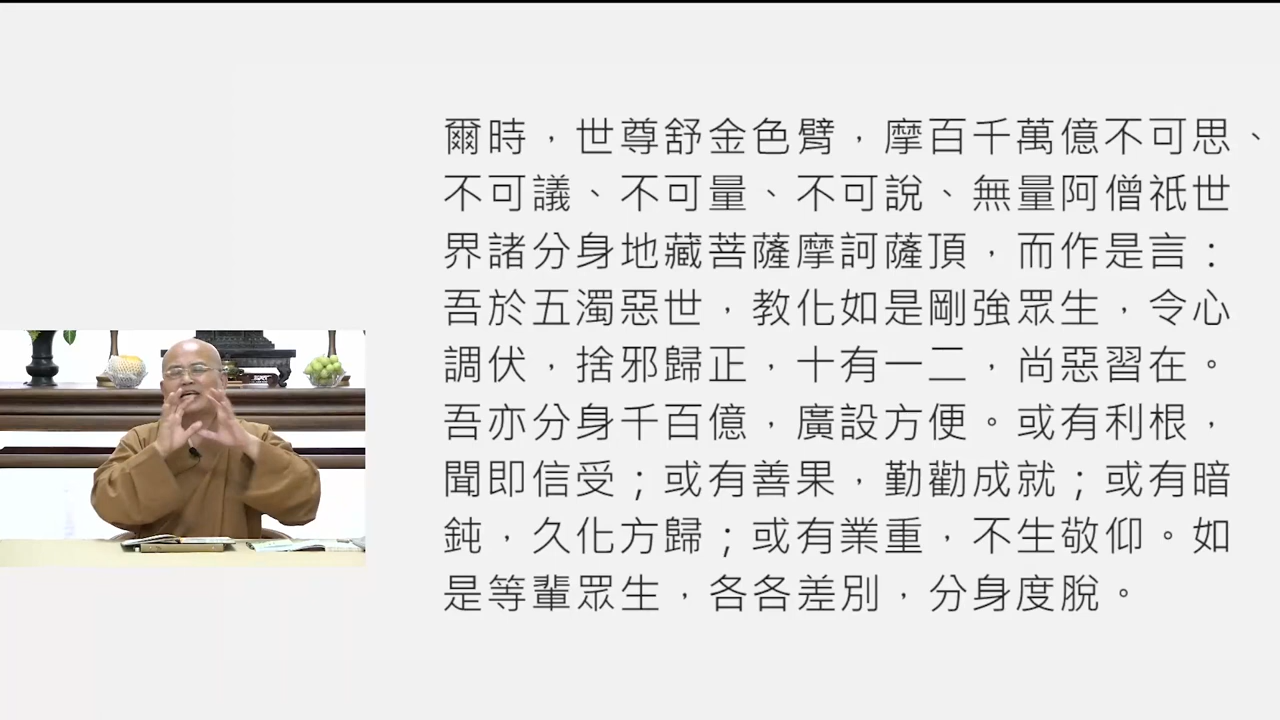 爾時，世尊舒金色臂，摩百千萬億不可思、
不可議、不可量、不可說、無量阿僧祇世
界諸分身地藏菩薩摩訶薩頂，而作是言：
吾於五濁惡世，教化如是剛強眾生，令心
調伏，捨邪歸正，十有一二，尚惡習在。
吾亦分身千百億，廣設方便。或有利根，
聞即信受；或有善果，勤勸成就；或有暗
鈍，久化方歸；或有業重，不生敬仰。如
是等輩眾生，各各差別，分身度脫。